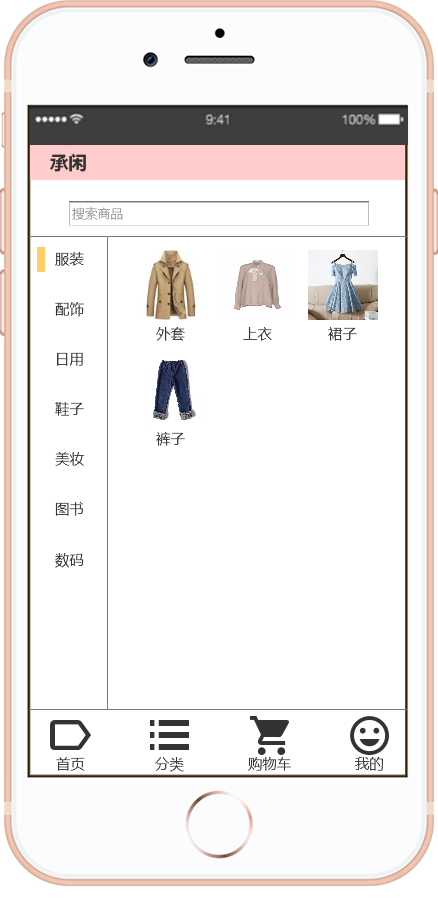 9:41
100%
承闲
搜索商品
服装
配饰
日用
鞋子
美妆
图书
数码
外套
上衣
裙子
裤子
首页
分类
购物车
我的